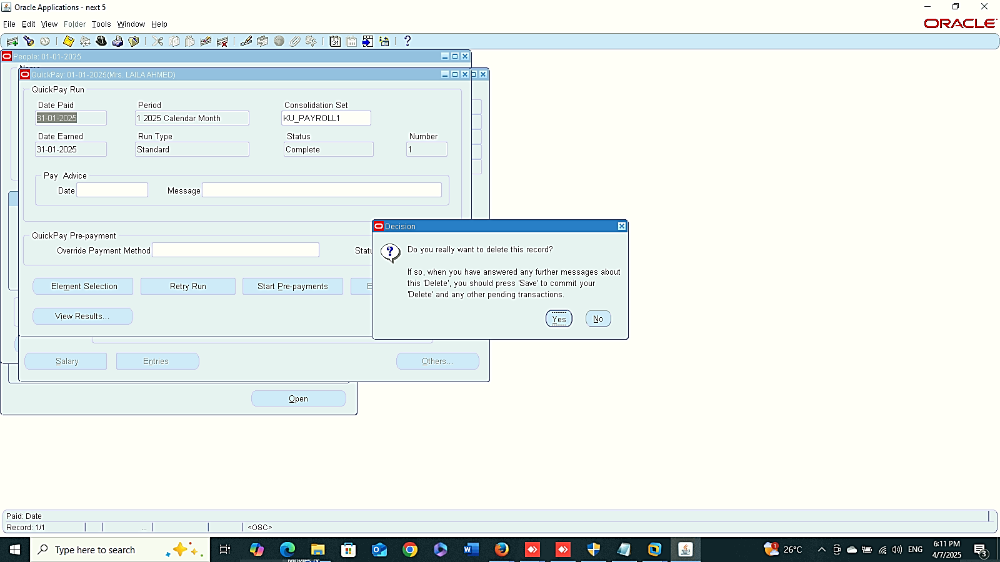 Oracle Applications - next 5
File Edit View Folder Tools Window Help
ORACLE
People: 01-01-2025
QuickPay: 01-01-2025(Mrs. LAILA AHMED)
QuickPay Run
Date Paid Period Consolidation Set
31-01-2025 1 2025 Calendar Month KU_PAYROLL1
Date Earned Run Type Status Number
31-01-2025 Standard Complete 1
Pay Advice
Date Message
Decision
QuickPay Pre-payment
Override Payment Method Statu
Do you really want to delete this record?
If so, when you have answered any further messages about
this 'Delete', you should press 'Save' to commit your
'Delete' and any other pending transactions.
Yes No
Element Selection Retry Run Start Pre-payments E
View Results...
Salary Entries Others...
Open
Paid: Date
Record: 1/1 ... <OSC>
Type here to search
26°C ENG 6:11 PM
4/7/2025
3